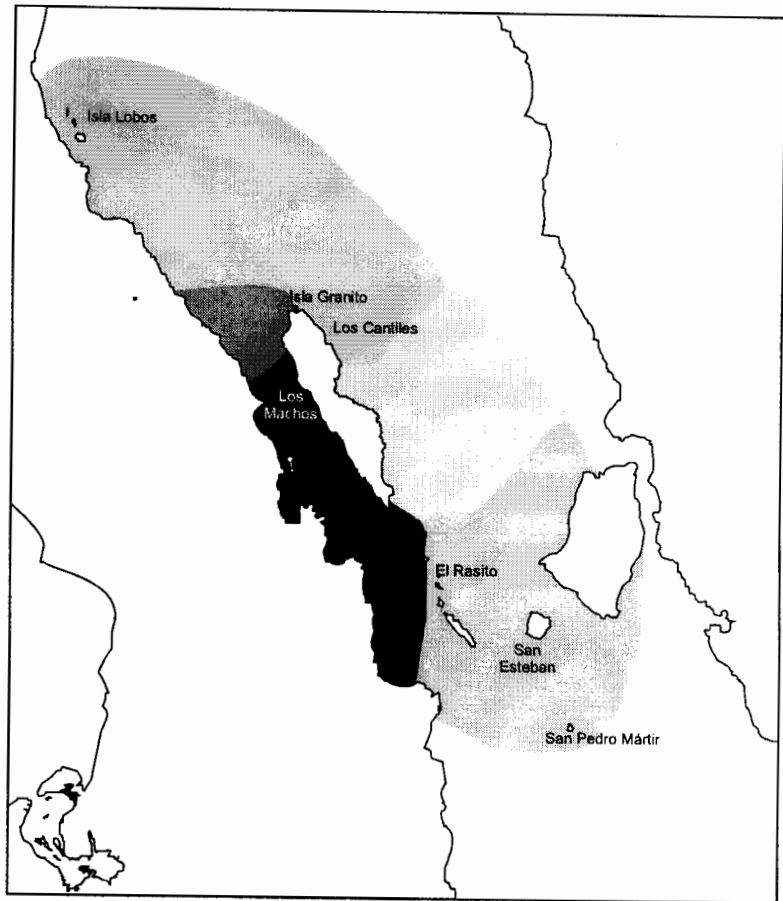 Isla Lobos
Isla Granito
Los Cantiles
Los
Machos
El Rasito
San
Esteban
San Pedro Mártir